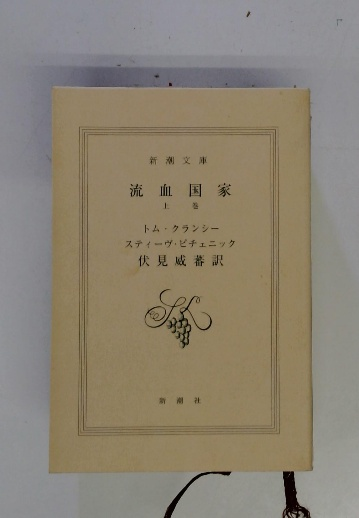 新潮文庫
流血国家
上巻
トム・クランシー
スティーヴ・ピチェニック
伏見威蕃訳
新潮社